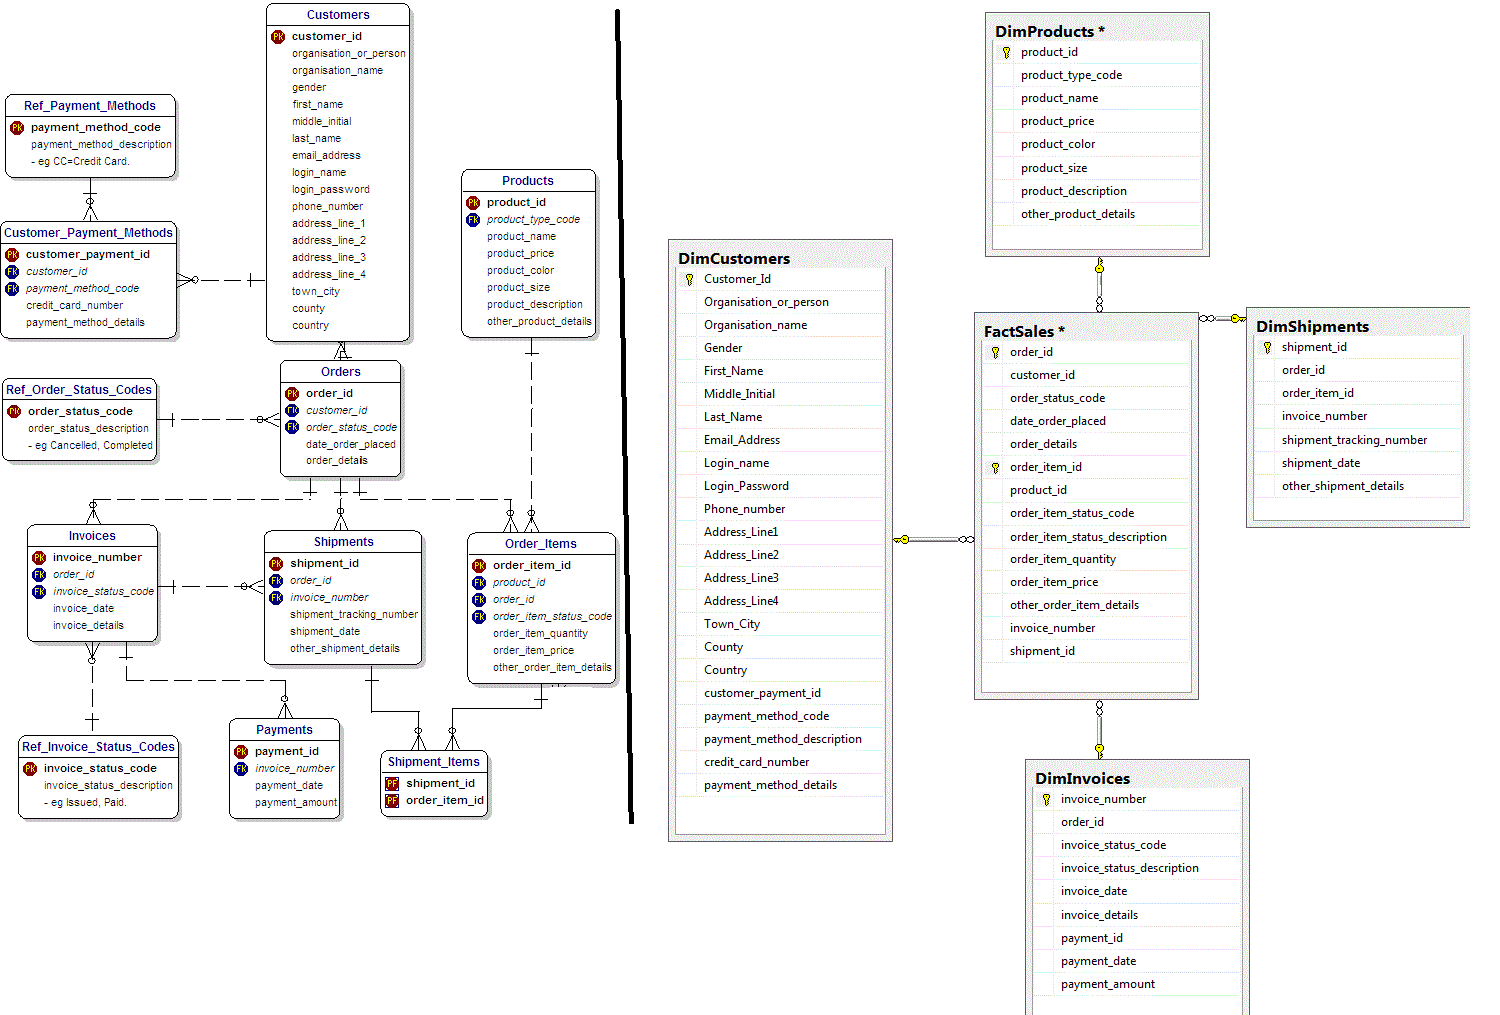 Customers
PK customer_id
organisation_or_person
organisation_name
gender
first_name
middle_initial
last_name
email_address
login_name
login_password
phone_number
address_line_1
address_line_2
address_line_3
address_line_4
town_city
county
country
Ref_Payment_Methods
PK payment_method_code
payment_method_description
- eg CC=Credit Card.
Customer_Payment_Methods
PK customer_payment_id
FK customer_id
FK payment_method_code
credit_card_number
payment_method_details
Products
PK product_id
FK product_type_code
product_name
product_price
product_color
product_size
product_description
other_product_details
Ref_Order_Status_Codes
PK order_status_code
order_status_description
- eg Cancelled, Completed
Orders
PK order_id
FK customer_id
FK order_status_code
date_order_placed
order_details
Invoices
PK invoice_number
FK order_id
FK invoice_status_code
invoice_date
invoice_details
Shipments
PK shipment_id
FK order_id
FK invoice_number
shipment_tracking_number
shipment_date
other_shipment_details
Order_Items
PK order_item_id
FK product_id
FK order_id
FK order_item_status_code
order_item_quantity
order_item_price
other_order_item_details
Ref_Invoice_Status_Codes
PK invoice_status_code
invoice_status_description
- eg Issued, Paid.
Payments
PK payment_id
FK invoice_number
payment_date
payment_amount
Shipment_Items
PF shipment_id
PF order_item_id
DimCustomers
Customer_Id
Organisation_or_person
Organisation_name
Gender
First_Name
Middle_Initial
Last_Name
Email_Address
Login_name
Login_Password
Phone_number
Address_Line1
Address_Line2
Address_Line3
Address_Line4
Town_City
County
Country
customer_payment_id
payment_method_code
payment_method_description
credit_card_number
payment_method_details
DimProducts *
product_id
product_type_code
product_name
product_price
product_color
product_size
product_description
other_product_details
FactSales *
order_id
customer_id
order_status_code
date_order_placed
order_details
order_item_id
product_id
order_item_status_code
order_item_status_description
order_item_quantity
order_item_price
other_order_item_details
invoice_number
shipment_id
DimShipments
shipment_id
order_id
order_item_id
invoice_number
shipment_tracking_number
shipment_date
other_shipment_details
DimInvoices
invoice_number
order_id
invoice_status_code
invoice_status_description
invoice_date
invoice_details
payment_id
payment_date
payment_amount